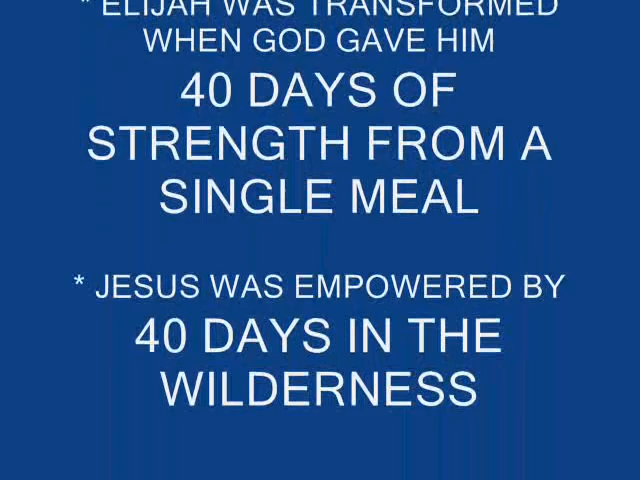 * ELIJAH WAS TRANSFORMED
WHEN GOD GAVE HIM
40 DAYS OF
STRENGTH FROM A
SINGLE MEAL
* JESUS WAS EMPOWERED BY
40 DAYS IN THE
WILDERNESS